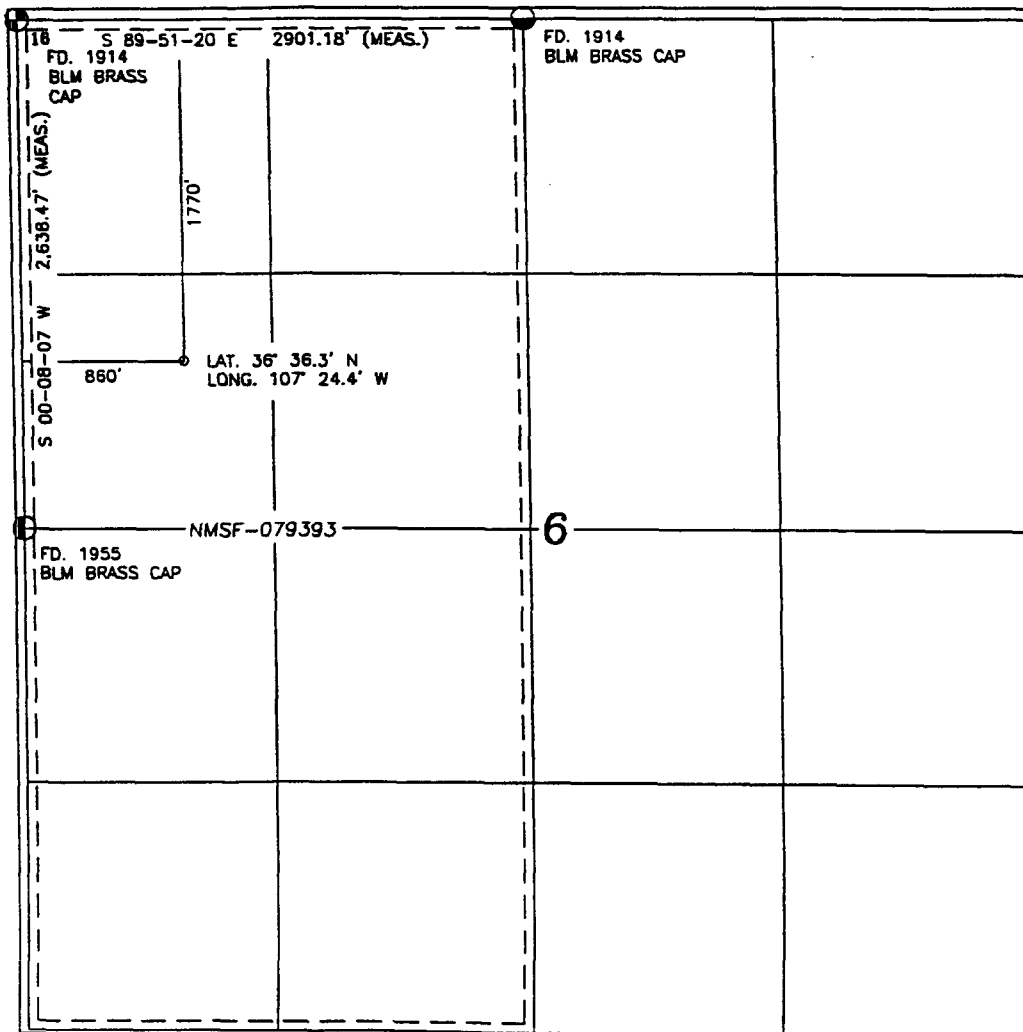 16 S 89-51-20 E 2901.18' (MEAS.)
FD. 1914
BLM BRASS
CAP
FD. 1914
BLM BRASS CAP
S 00-08-07 W 2,638.47' (MEAS.)
1770'
860'
LAT. 36° 36.3' N
LONG. 107° 24.4' W
NMSF-079393
6
FD. 1955
BLM BRASS CAP